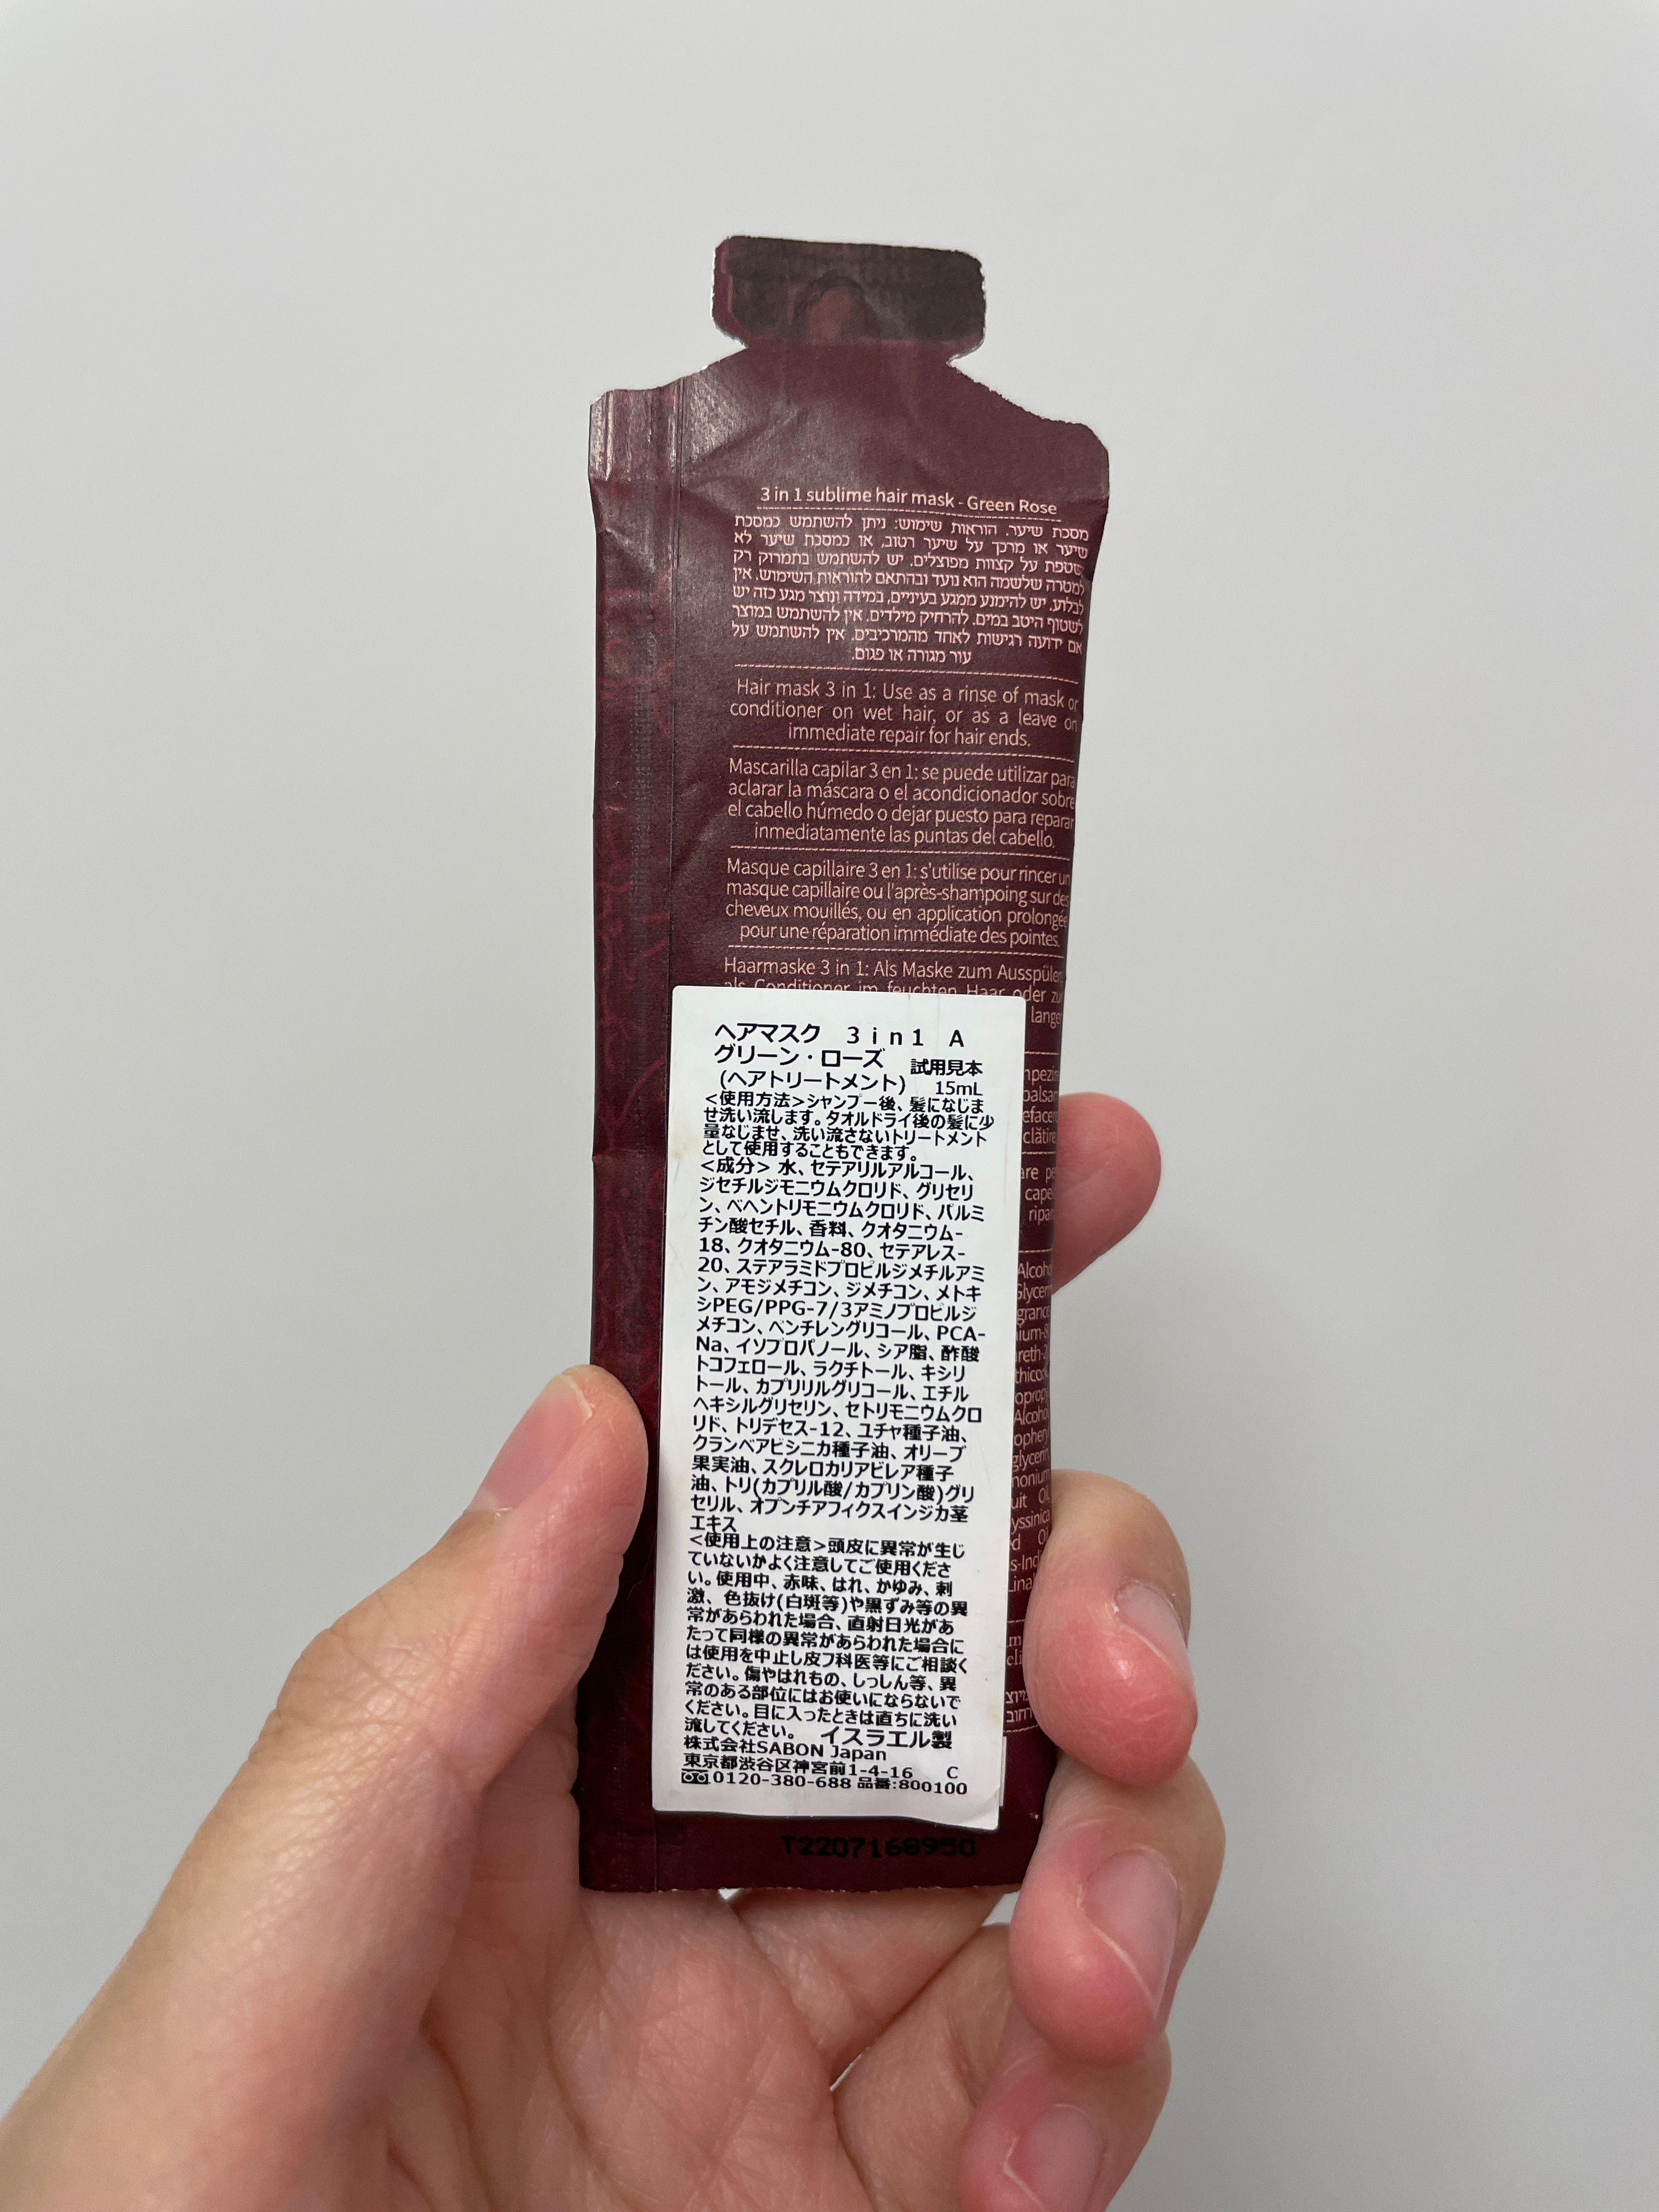 3 in 1 sublime hair mask - Green Rose
מסכת שיער. הוראות שימוש: ניתן להשתמש כמסכת
שיער או מרכך על שיער רטוב, או כמסכת שיער לא
נשטפת על קצוות מפוצלים. יש להשתמש בתמרוק רק
למטרה שלשמה הוא נועד ובהתאם להוראות השימוש. אין
לבלוע. יש להימנע ממגע בעיניים, במידה ונוצר מגע כזה יש
לשטוף היטב במים. להרחיק מילדים. אין להשתמש במוצר
אם ידועה רגישות לאחד מהמרכיבים. אין להשתמש על
עור מגורה או פגום.
Hair mask 3 in 1: Use as a rinse of mask or
conditioner on wet hair, or as a leave on
immediate repair for hair ends.
Mascarilla capilar 3 en 1: se puede utilizar para
aclarar la máscara o el acondicionador sobre
el cabello húmedo o dejar puesto para reparar
inmediatamente las puntas del cabello.
Masque capillaire 3 en 1: s'utilise pour rincer un
masque capillaire ou l'après-shampoing sur des
cheveux mouillés, ou en application prolongée
pour une réparation immédiate des pointes.
Haarmaske 3 in 1: Als Maske zum Ausspülen,
als Conditioner im feuchten Haar oder zur
langer
ヘアマスク 3in1 A
グリーン・ローズ 試用見本
(ヘアトリートメント) 15mL
<使用方法>シャンプー後、髪になじま
せ洗い流します。タオルドライ後の髪に少
量なじませ、洗い流さないトリートメント
として使用することもできます。
<成分> 水、セテアリルアルコール、
ジセチルジモニウムクロリド、グリセリ
ン、ベヘントリモニウムクロリド、パルミ
チン酸セチル、香料、クオタニウム-
18、クオタニウム-80、セテアレス-
20、ステアラミドプロピルジメチルアミ
ン、アモジメチコン、ジメチコン、メトキ
シPEG/PPG-7/3アミノプロピルジ
メチコン、ペンチレングリコール、PCA-
Na、イソプロパノール、シア脂、酢酸
トコフェロール、ラクチトール、キシリ
トール、カプリリルグリコール、エチル
ヘキシルグリセリン、セトリモニウムクロ
リド、トリデセス-12、ユチャ種子油、
クランベアビシニカ種子油、オリーブ
果実油、スクレロカリアビレア種子
油、トリ(カプリル酸/カプリン酸)グリ
セリル、オプンチアフィクスインジカ茎
エキス
<使用上の注意>頭皮に異常が生じ
ていないかよく注意してご使用くださ
い。使用中、赤味、はれ、かゆみ、刺
激、色抜け(白斑等)や黒ずみ等の異
常があらわれた場合、直射日光があ
たって同様の異常があらわれた場合に
は使用を中止し皮フ科医等にご相談く
ださい。傷やはれもの、しっしん等、異
常のある部位にはお使いにならないで
ください。目に入ったときは直ちに洗い
流してください。 イスラエル製
株式会社SABON Japan
東京都渋谷区神宮前1-4-16 C
0120-380-688 品番:800100
T2207168950